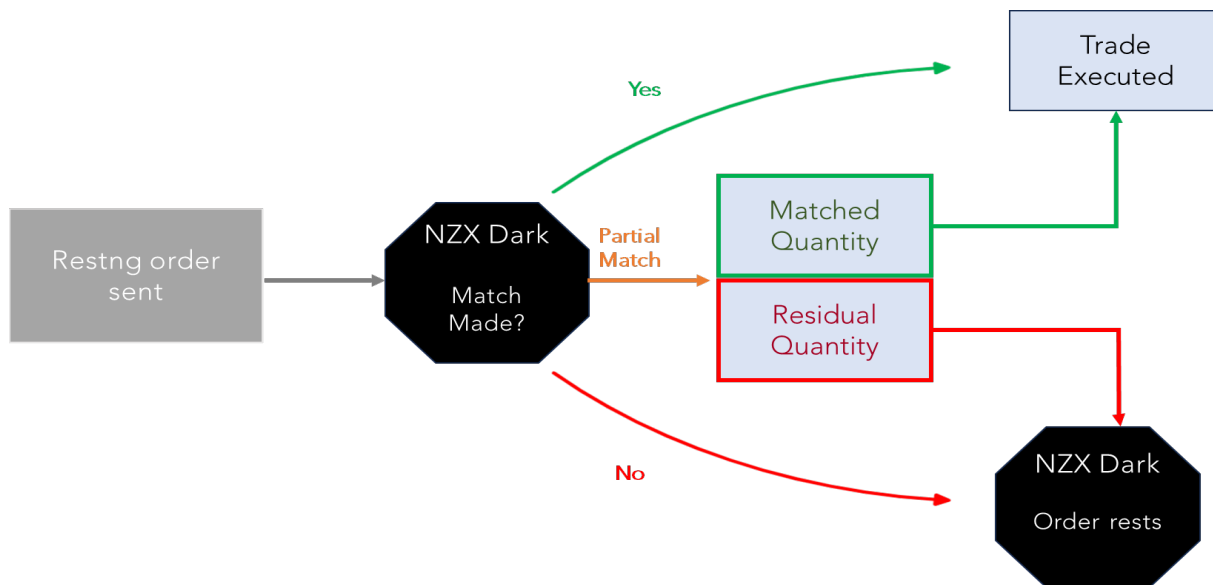 Trade
Executed
Yes
Matched
Quantity
NZX Dark
Partial
Match
Restng order
sent
Match
Made?
Residual
Quantity
NZX Dark
No
Order rests